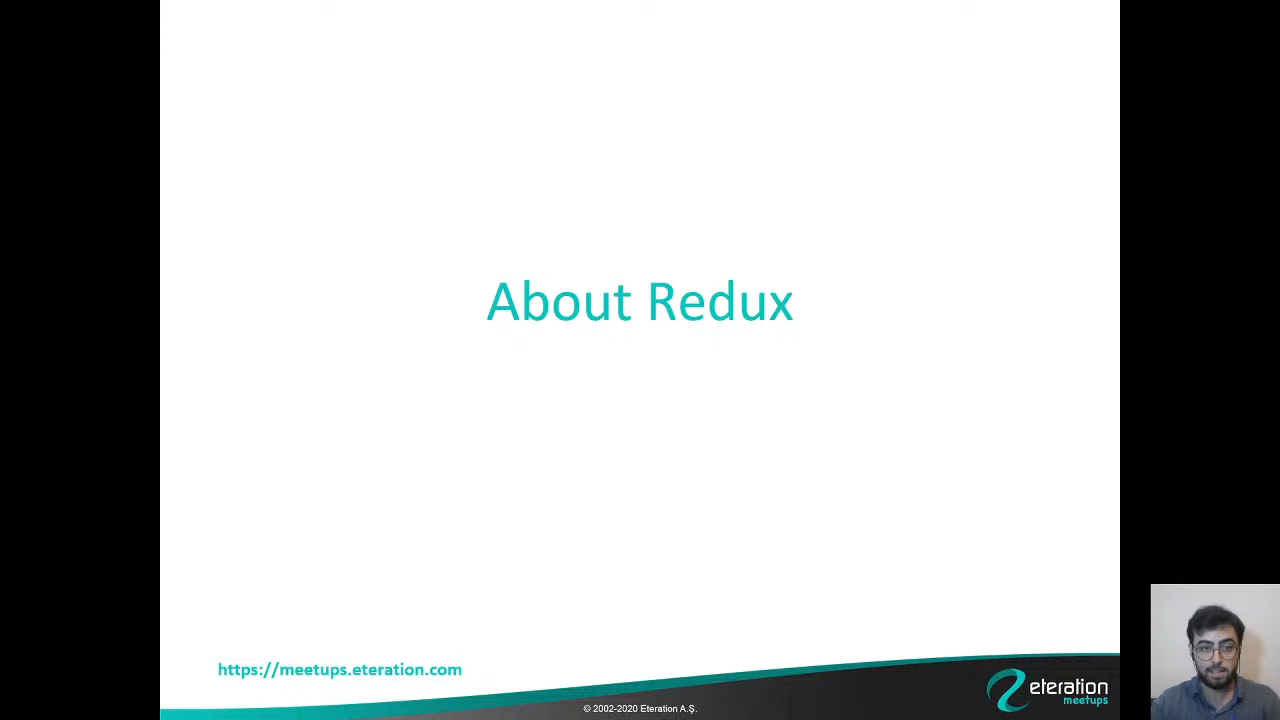 About Redux
https://meetups.eteration.com
© 2002-2020 Eteration A.Ş.
eteration
meetups